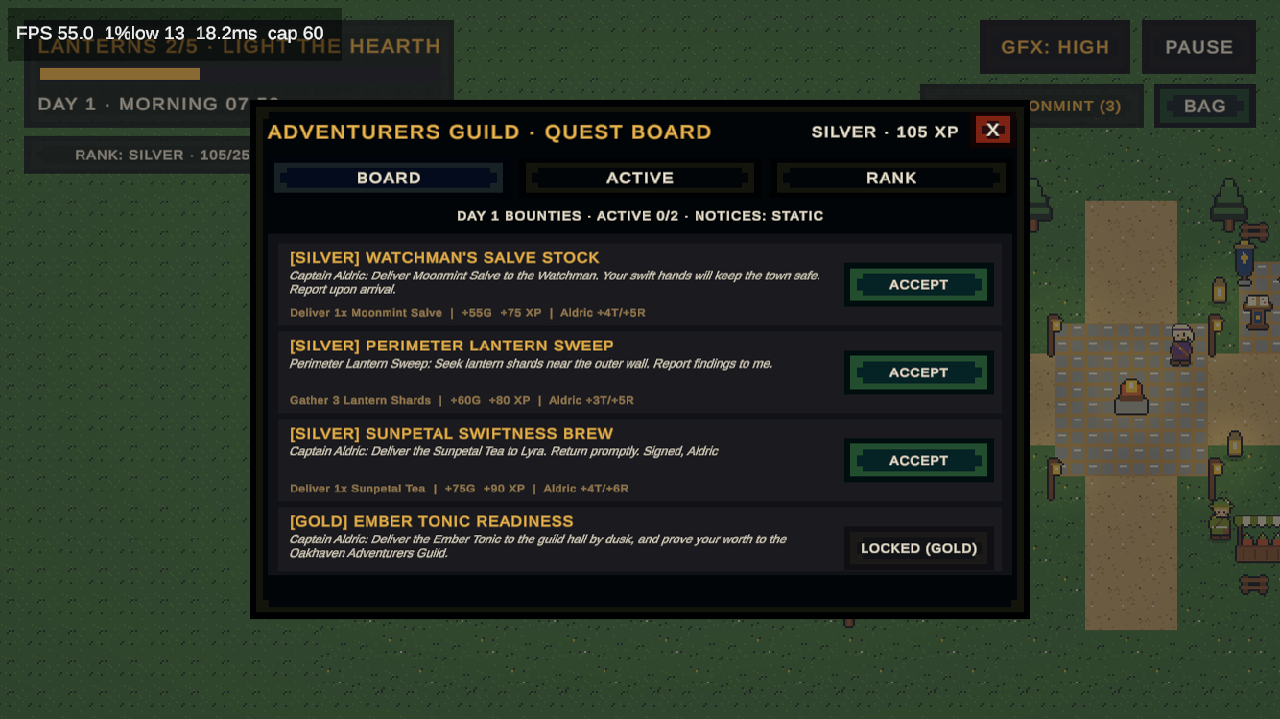 FPS 55.0 1%low 13 18.2ms cap 60
LANTERNS 2/5 · LIGHT THE HEARTH
DAY 1 · MORNING
RANK: SILVER · 105/25
GFX: HIGH
PAUSE
(3)
BAG
ADVENTURERS GUILD · QUEST BOARD
SILVER · 105 XP
X
BOARD
ACTIVE
RANK
DAY 1 BOUNTIES · ACTIVE 0/2 · NOTICES: STATIC
[SILVER] WATCHMAN'S SALVE STOCK
Captain Aldric: Deliver Moonmint Salve to the Watchman. Your swift hands will keep the town safe.
Report upon arrival.
Deliver 1x Moonmint Salve | +55G +75 XP | Aldric +4T/+5R
ACCEPT
[SILVER] PERIMETER LANTERN SWEEP
Perimeter Lantern Sweep: Seek lantern shards near the outer wall. Report findings to me.
Gather 3 Lantern Shards | +60G +80 XP | Aldric +3T/+5R
ACCEPT
[SILVER] SUNPETAL SWIFTNESS BREW
Captain Aldric: Deliver the Sunpetal Tea to Lyra. Return promptly. Signed, Aldric
Deliver 1x Sunpetal Tea | +75G +90 XP | Aldric +4T/+6R
ACCEPT
[GOLD] EMBER TONIC READINESS
Captain Aldric: Deliver the Ember Tonic to the guild hall by dusk, and prove your worth to the
Oakhaven Adventurers Guild.
LOCKED (GOLD)